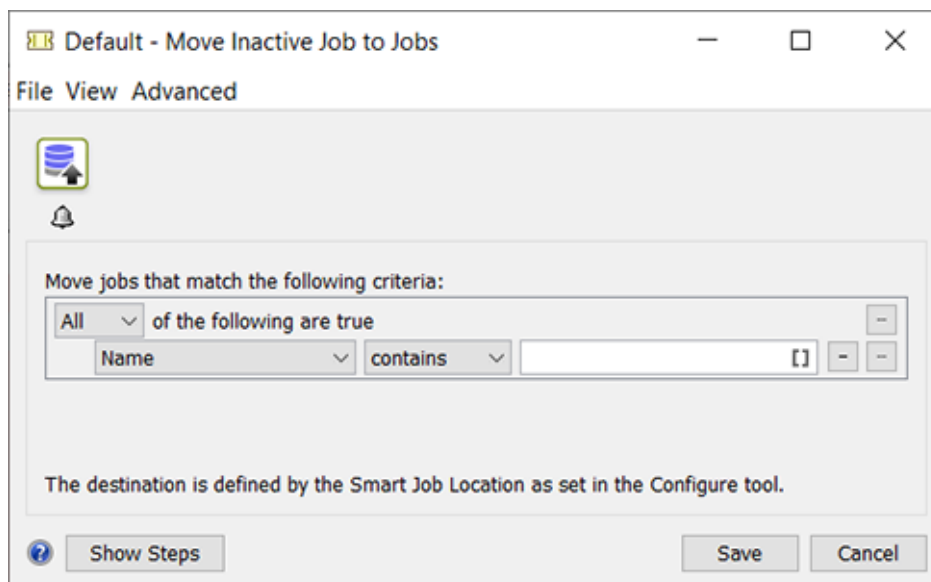 Default - Move Inactive Job to Jobs
File View Advanced
Move jobs that match the following criteria:
All of the following are true -
Name contains [] - -
The destination is defined by the Smart Job Location as set in the Configure tool.
? Show Steps Save Cancel